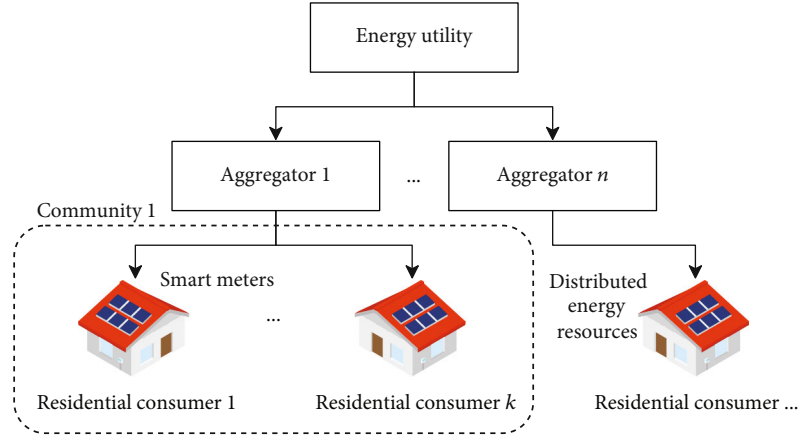 Energy utility
Aggregator 1
...
Aggregator n
Community 1
Smart meters
...
Distributed
energy
resources
Residential consumer 1
Residential consumer k
Residential consumer ...